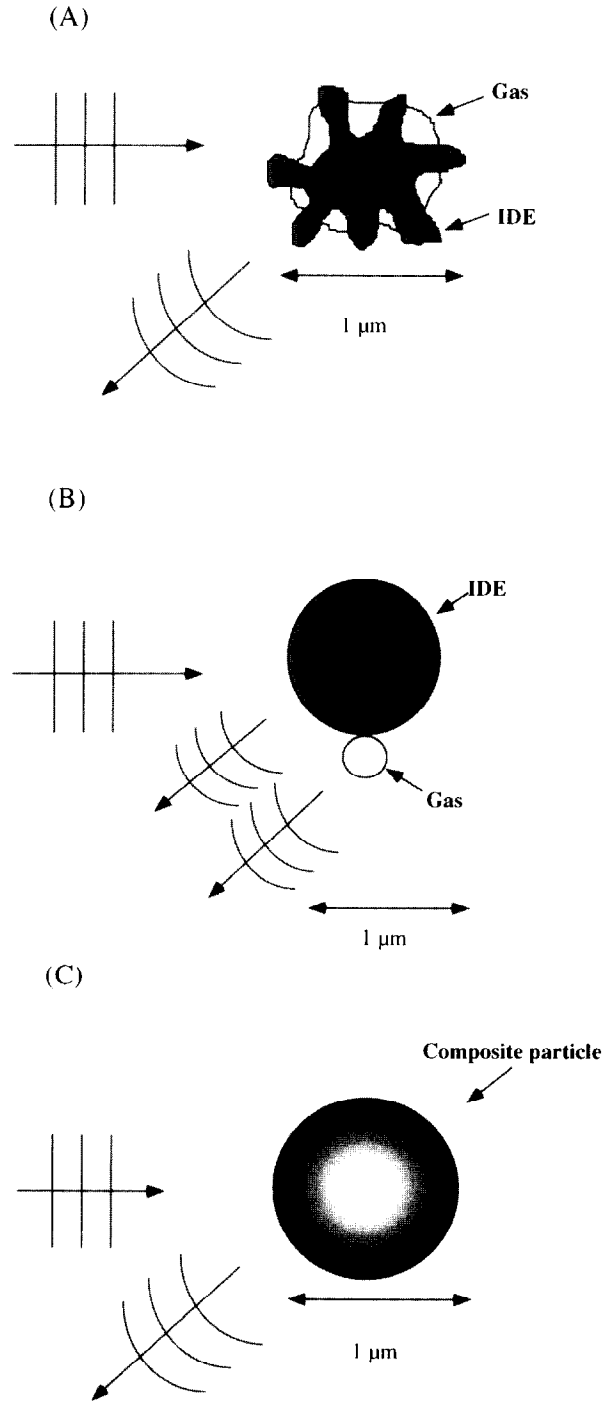 (A)
Gas
IDE
1 μm
(B)
IDE
Gas
1 μm
(C)
Composite particle
1 μm